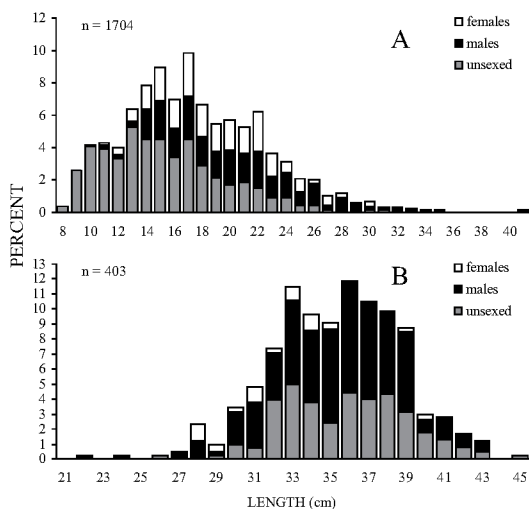 n = 1704
A
females
males
unsexed
12
10
8
6
4
2
0
8 10 12 14 16 18 20 22 24 26 28 30 32 34 36 38 40
PERCENT
n = 403
B
females
males
unsexed
13
12
11
10
9
8
7
6
5
4
3
2
1
0
21 23 25 27 29 31 33 35 37 39 41 43 45
LENGTH (cm)